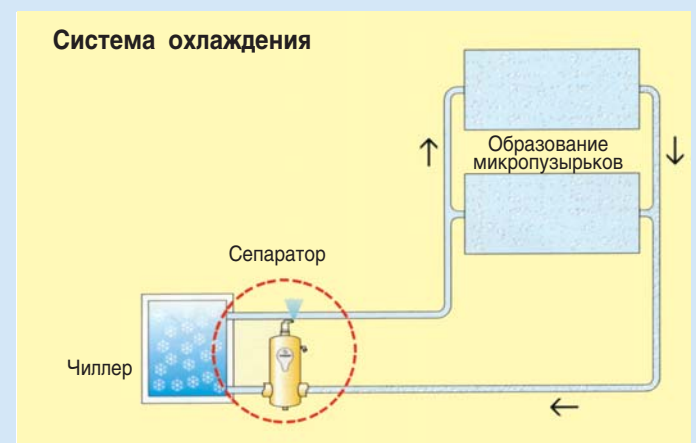 Система охлаждения
Образование
микропузырьков
Сепаратор
Чиллер